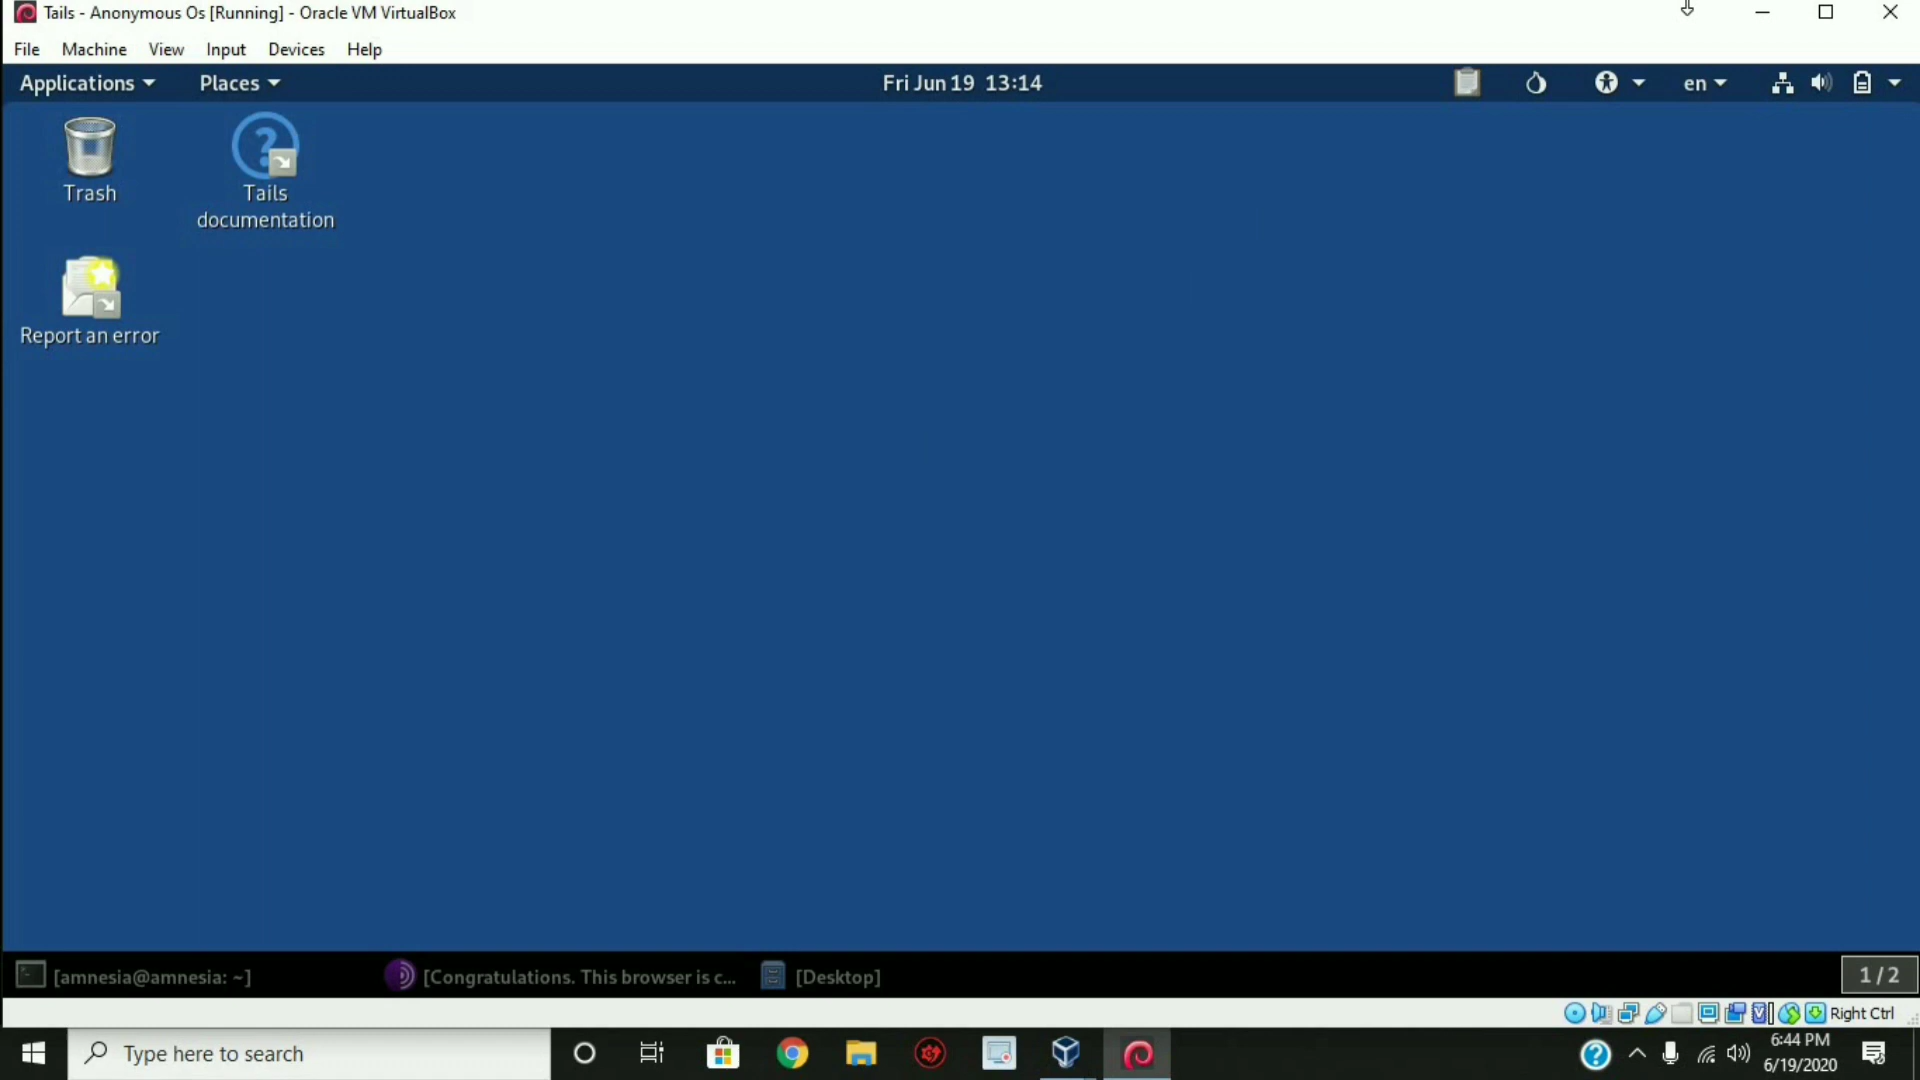 Tails - Anonymous Os [Running] - Oracle VM VirtualBox
File Machine View Input Devices Help
Applications Places Fri Jun 19 13:14 en
Trash
Tails
documentation
Report an error
[amnesia@amnesia: ~] [Congratulations. This browser is c... [Desktop] 1 / 2
Right Ctrl
Type here to search
6:44 PM
6/19/2020